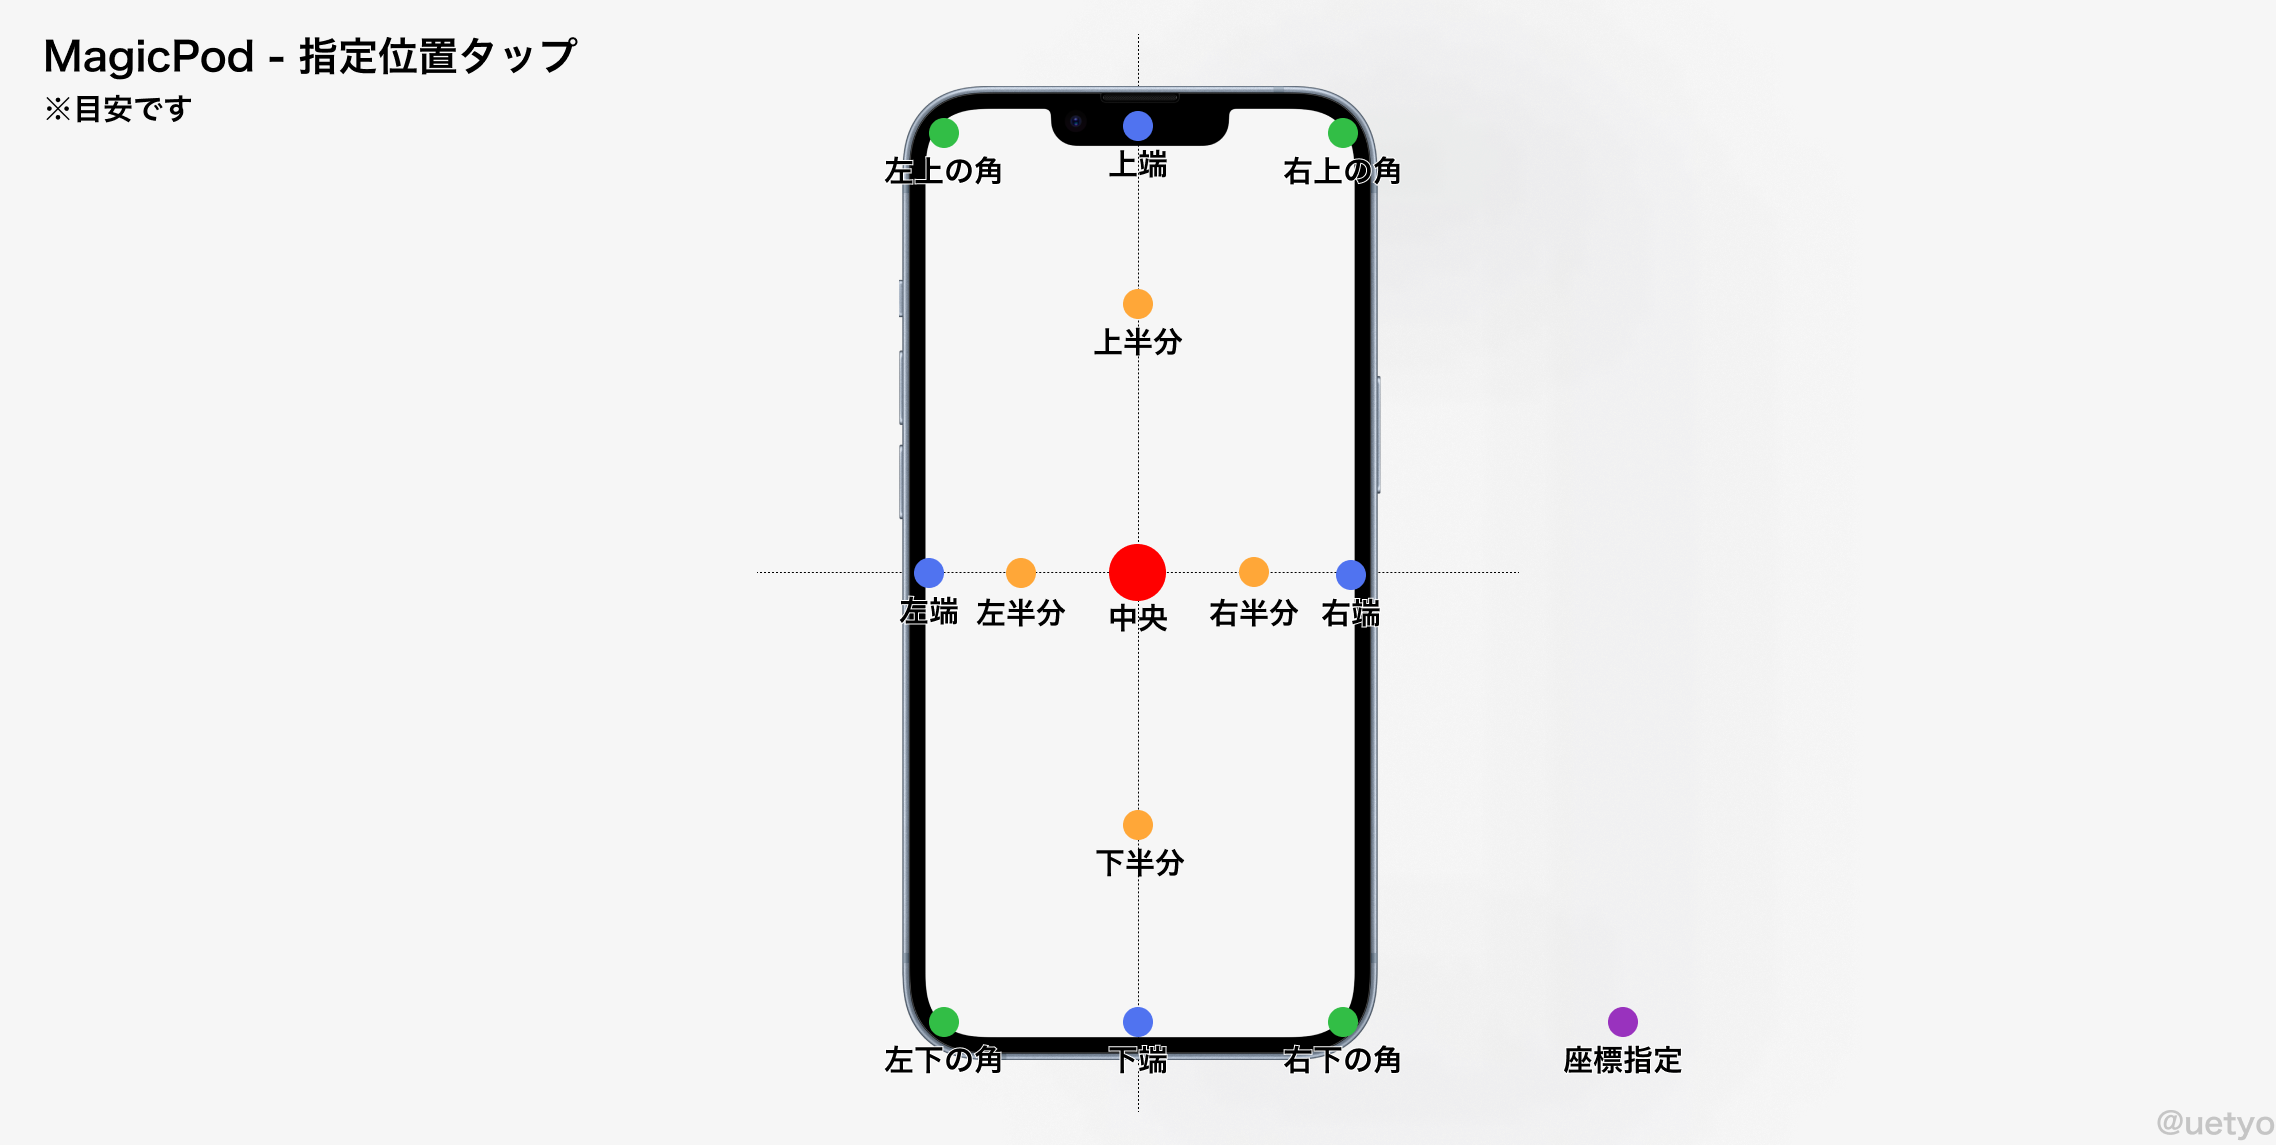 MagicPod - 指定位置タップ
※目安です
左上の角
上端
右上の角
上半分
左端
左半分
中央
右半分
右端
下半分
左下の角
下端
右下の角
座標指定
@uetyo